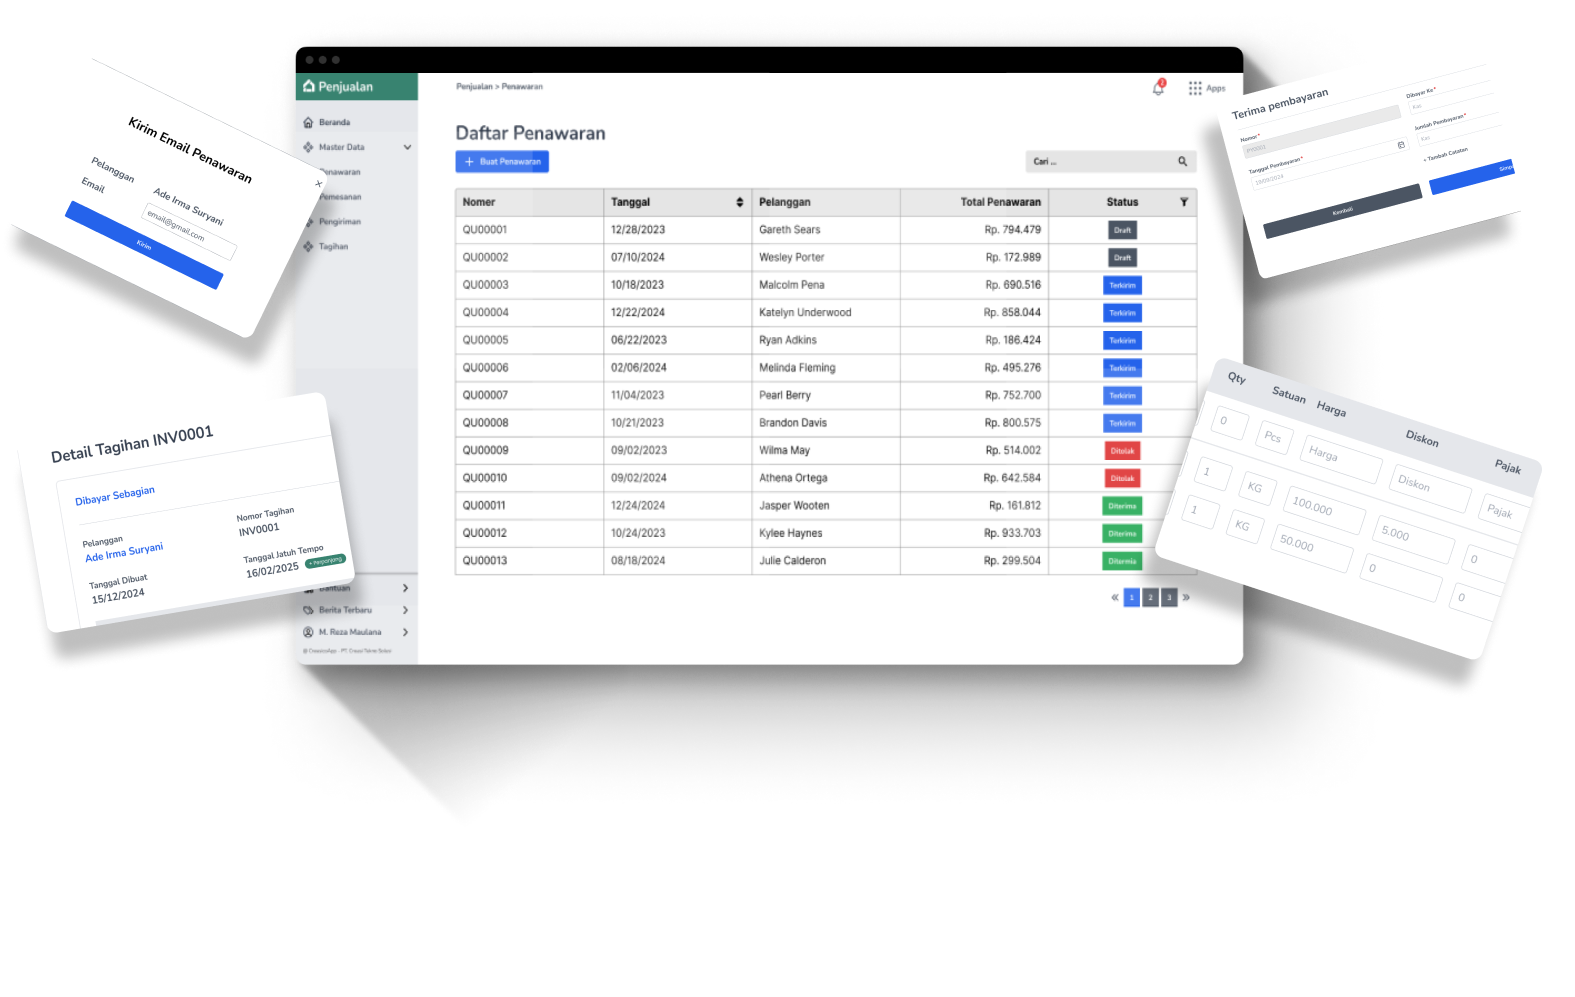 Penjualan
Penjualan > Penawaran
2
Apps
Beranda
Master Data
Penawaran
Pemesanan
Pengiriman
Tagihan
Bantuan
Berita Terbaru
M. Reza Maulana
Daftar Penawaran
+ Buat Penawaran
Cari ...
Nomer Tanggal Pelanggan Total Penawaran Status
QU00001 12/28/2023 Gareth Sears Rp. 794.479 Draft
QU00002 07/10/2024 Wesley Porter Rp. 172.989 Draft
QU00003 10/18/2023 Malcolm Pena Rp. 690.516 Terkirim
QU00004 12/22/2024 Katelyn Underwood Rp. 858.044 Terkirim
QU00005 06/22/2023 Ryan Adkins Rp. 186.424 Terkirim
QU00006 02/06/2024 Melinda Fleming Rp. 495.276 Terkirim
QU00007 11/04/2023 Pearl Berry Rp. 752.700 Terkirim
QU00008 10/21/2023 Brandon Davis Rp. 800.575 Terkirim
QU00009 09/02/2023 Wilma May Rp. 514.002 Ditolak
QU00010 09/02/2024 Athena Ortega Rp. 642.584 Ditolak
QU00011 12/24/2024 Jasper Wooten Rp. 161.812 Diterima
QU00012 10/24/2023 Kylee Haynes Rp. 933.703 Diterima
QU00013 08/18/2024 Julie Calderon Rp. 299.504 Ditermia
« 1 2 3 »
Kirim Email Penawaran
Pelanggan Ade Irma Suryani
Email email@gmail.com
Kirim
Detail Tagihan INV0001
Dibayar Sebagian
Pelanggan
Ade Irma Suryani
Nomor Tagihan
INV0001
Tanggal Dibuat
15/12/2024
Tanggal Jatuh Tempo
16/02/2025 + Perpanjang
Terima pembayaran
Nomor*
Dibayar Ke*
Kas
Tanggal Pembayaran*
Jumlah Pembayaran*
Kas
+ Tambah Catatan
Kembali
Qty Satuan Harga Diskon Pajak
0 Pcs Harga Diskon Pajak
1 KG 100.000 5.000 0
1 KG 50.000 0 0